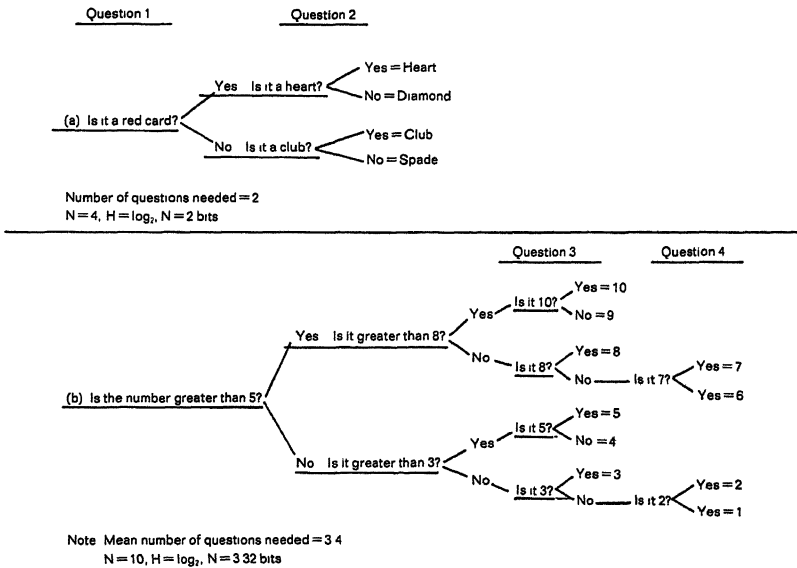 Question 1 Question 2
Yes = Heart
Yes Is it a heart?
No = Diamond
(a) Is it a red card?
Yes = Club
No Is it a club?
No = Spade
Number of questions needed = 2
N = 4, H = log₂, N = 2 bits
Question 3 Question 4
Yes = 10
Yes Is it 10?
No = 9
Yes Is it greater than 8?
Yes = 8
No Is it 8?
Yes = 7
No Is it 7?
Yes = 6
(b) Is the number greater than 5?
Yes = 5
Yes Is it 5?
No = 4
No Is it greater than 3?
Yes = 3
No Is it 3?
Yes = 2
No Is it 2?
Yes = 1
Note Mean number of questions needed = 3 4
N = 10, H = log₂, N = 3 32 bits